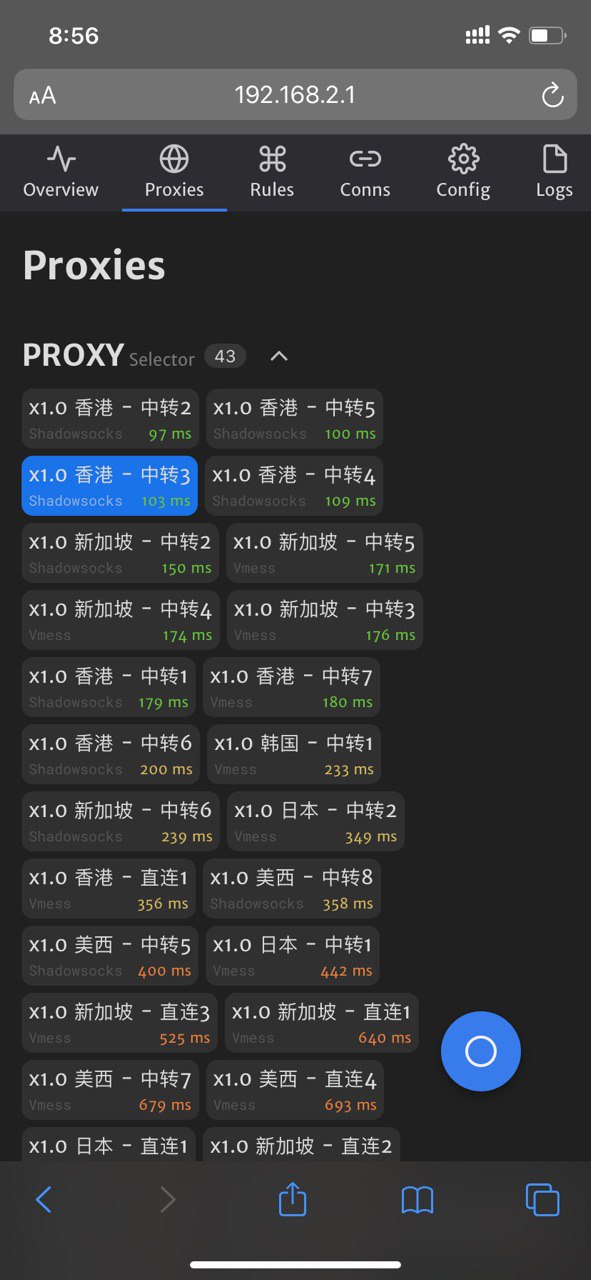 8:56
AA 192.168.2.1
Overview Proxies Rules Conns Config Logs
Proxies
PROXY Selector 43
x1.0 香港 - 中转2 x1.0 香港 - 中转5
Shadowsocks 97 ms Shadowsocks 100 ms
x1.0 香港 - 中转3 x1.0 香港 - 中转4
Shadowsocks 103 ms Shadowsocks 109 ms
x1.0 新加坡 - 中转2 x1.0 新加坡 - 中转5
Shadowsocks 150 ms Vmess 171 ms
x1.0 新加坡 - 中转4 x1.0 新加坡 - 中转3
Vmess 174 ms Vmess 176 ms
x1.0 香港 - 中转1 x1.0 香港 - 中转7
Shadowsocks 179 ms Vmess 180 ms
x1.0 香港 - 中转6 x1.0 韩国 - 中转1
Shadowsocks 200 ms Vmess 233 ms
x1.0 新加坡 - 中转6 x1.0 日本 - 中转2
Shadowsocks 239 ms Vmess 349 ms
x1.0 香港 - 直连1 x1.0 美西 - 中转8
Vmess 356 ms Shadowsocks 358 ms
x1.0 美西 - 中转5 x1.0 日本 - 中转1
Shadowsocks 400 ms Vmess 442 ms
x1.0 新加坡 - 直连3 x1.0 新加坡 - 直连1
Vmess 525 ms Vmess 640 ms
x1.0 美西 - 中转7 x1.0 美西 - 直连4
Vmess 679 ms Vmess 693 ms
x1.0 日本 - 直连1 x1.0 新加坡 - 直连2